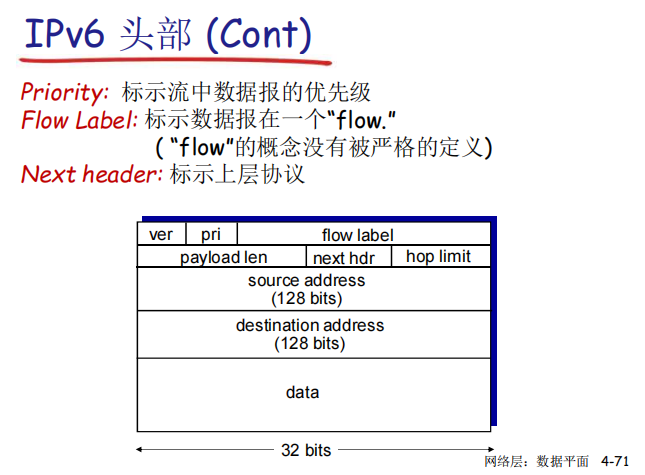 IPv6 头部 (Cont)
Priority: 标示流中数据报的优先级
Flow Label: 标示数据报在一个“flow.”
( “flow”的概念没有被严格的定义)
Next header: 标示上层协议
ver pri flow label
payload len next hdr hop limit
source address
(128 bits)
destination address
(128 bits)
data
32 bits
网络层：数据平面 4-71